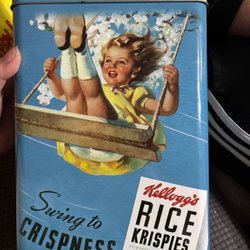 Swing to
CRISPNESS
Kellogg's
RICE
KRISPIES